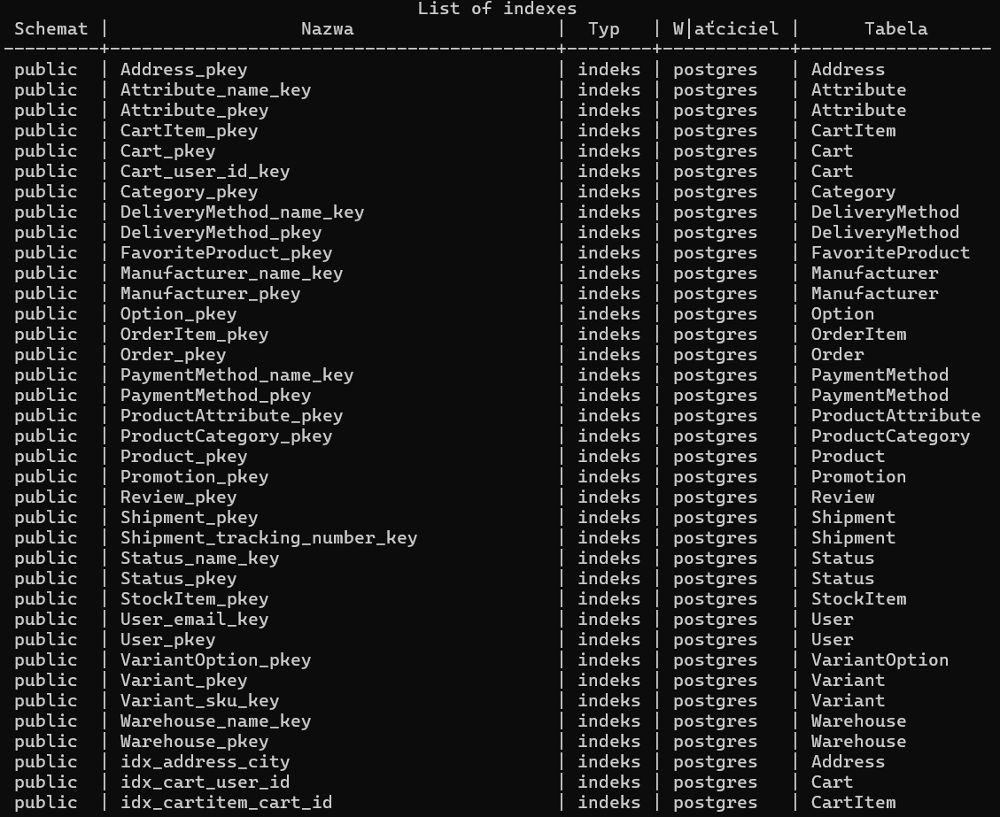 List of indexes
Schemat | Nazwa | Typ | W│aťciciel | Tabela
---------+-------------------------------------------+--------+------------+------------------
public | Address_pkey | indeks | postgres | Address
public | Attribute_name_key | indeks | postgres | Attribute
public | Attribute_pkey | indeks | postgres | Attribute
public | CartItem_pkey | indeks | postgres | CartItem
public | Cart_pkey | indeks | postgres | Cart
public | Cart_user_id_key | indeks | postgres | Cart
public | Category_pkey | indeks | postgres | Category
public | DeliveryMethod_name_key | indeks | postgres | DeliveryMethod
public | DeliveryMethod_pkey | indeks | postgres | DeliveryMethod
public | FavoriteProduct_pkey | indeks | postgres | FavoriteProduct
public | Manufacturer_name_key | indeks | postgres | Manufacturer
public | Manufacturer_pkey | indeks | postgres | Manufacturer
public | Option_pkey | indeks | postgres | Option
public | OrderItem_pkey | indeks | postgres | OrderItem
public | Order_pkey | indeks | postgres | Order
public | PaymentMethod_name_key | indeks | postgres | PaymentMethod
public | PaymentMethod_pkey | indeks | postgres | PaymentMethod
public | ProductAttribute_pkey | indeks | postgres | ProductAttribute
public | ProductCategory_pkey | indeks | postgres | ProductCategory
public | Product_pkey | indeks | postgres | Product
public | Promotion_pkey | indeks | postgres | Promotion
public | Review_pkey | indeks | postgres | Review
public | Shipment_pkey | indeks | postgres | Shipment
public | Shipment_tracking_number_key | indeks | postgres | Shipment
public | Status_name_key | indeks | postgres | Status
public | Status_pkey | indeks | postgres | Status
public | StockItem_pkey | indeks | postgres | StockItem
public | User_email_key | indeks | postgres | User
public | User_pkey | indeks | postgres | User
public | VariantOption_pkey | indeks | postgres | VariantOption
public | Variant_pkey | indeks | postgres | Variant
public | Variant_sku_key | indeks | postgres | Variant
public | Warehouse_name_key | indeks | postgres | Warehouse
public | Warehouse_pkey | indeks | postgres | Warehouse
public | idx_address_city | indeks | postgres | Address
public | idx_cart_user_id | indeks | postgres | Cart
public | idx_cartitem_cart_id | indeks | postgres | CartItem